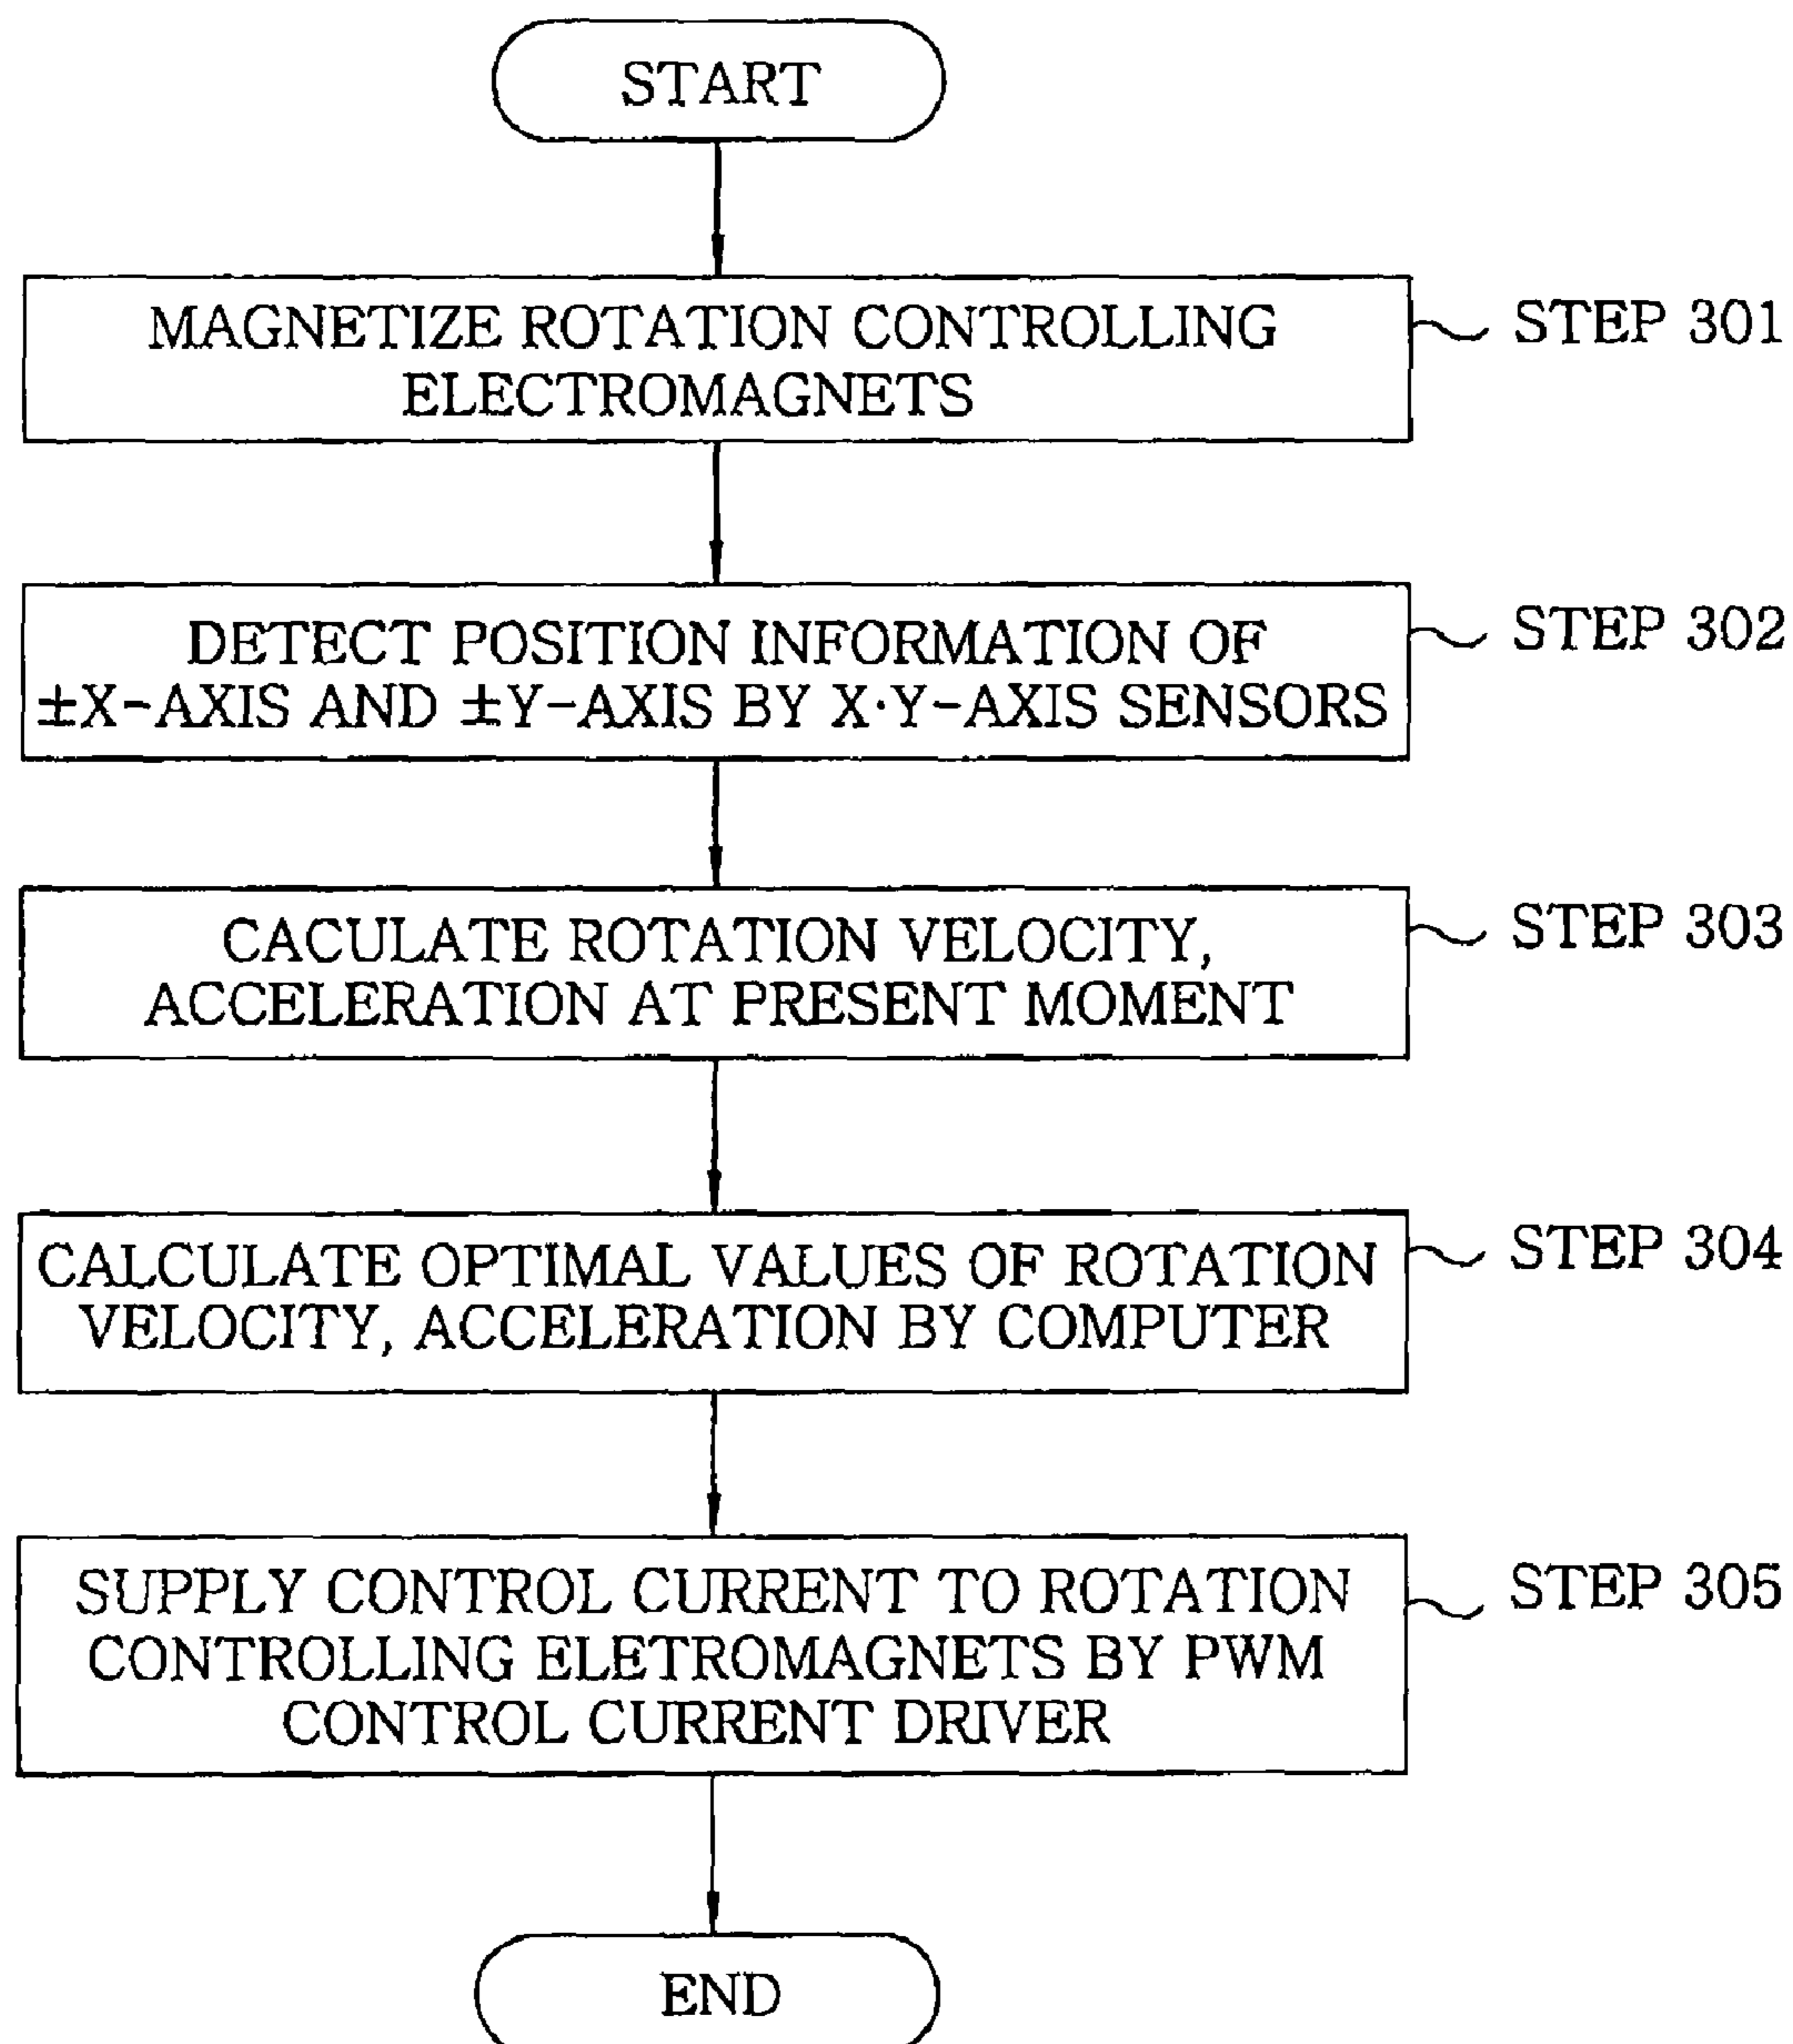 START
MAGNETIZE ROTATION CONTROLLING
ELECTROMAGNETS
STEP 301
DETECT POSITION INFORMATION OF
±X-AXIS AND ±Y-AXIS BY X·Y-AXIS SENSORS
STEP 302
CACULATE ROTATION VELOCITY,
ACCELERATION AT PRESENT MOMENT
STEP 303
CALCULATE OPTIMAL VALUES OF ROTATION
VELOCITY, ACCELERATION BY COMPUTER
STEP 304
SUPPLY CONTROL CURRENT TO ROTATION
CONTROLLING ELETROMAGNETS BY PWM
CONTROL CURRENT DRIVER
STEP 305
END